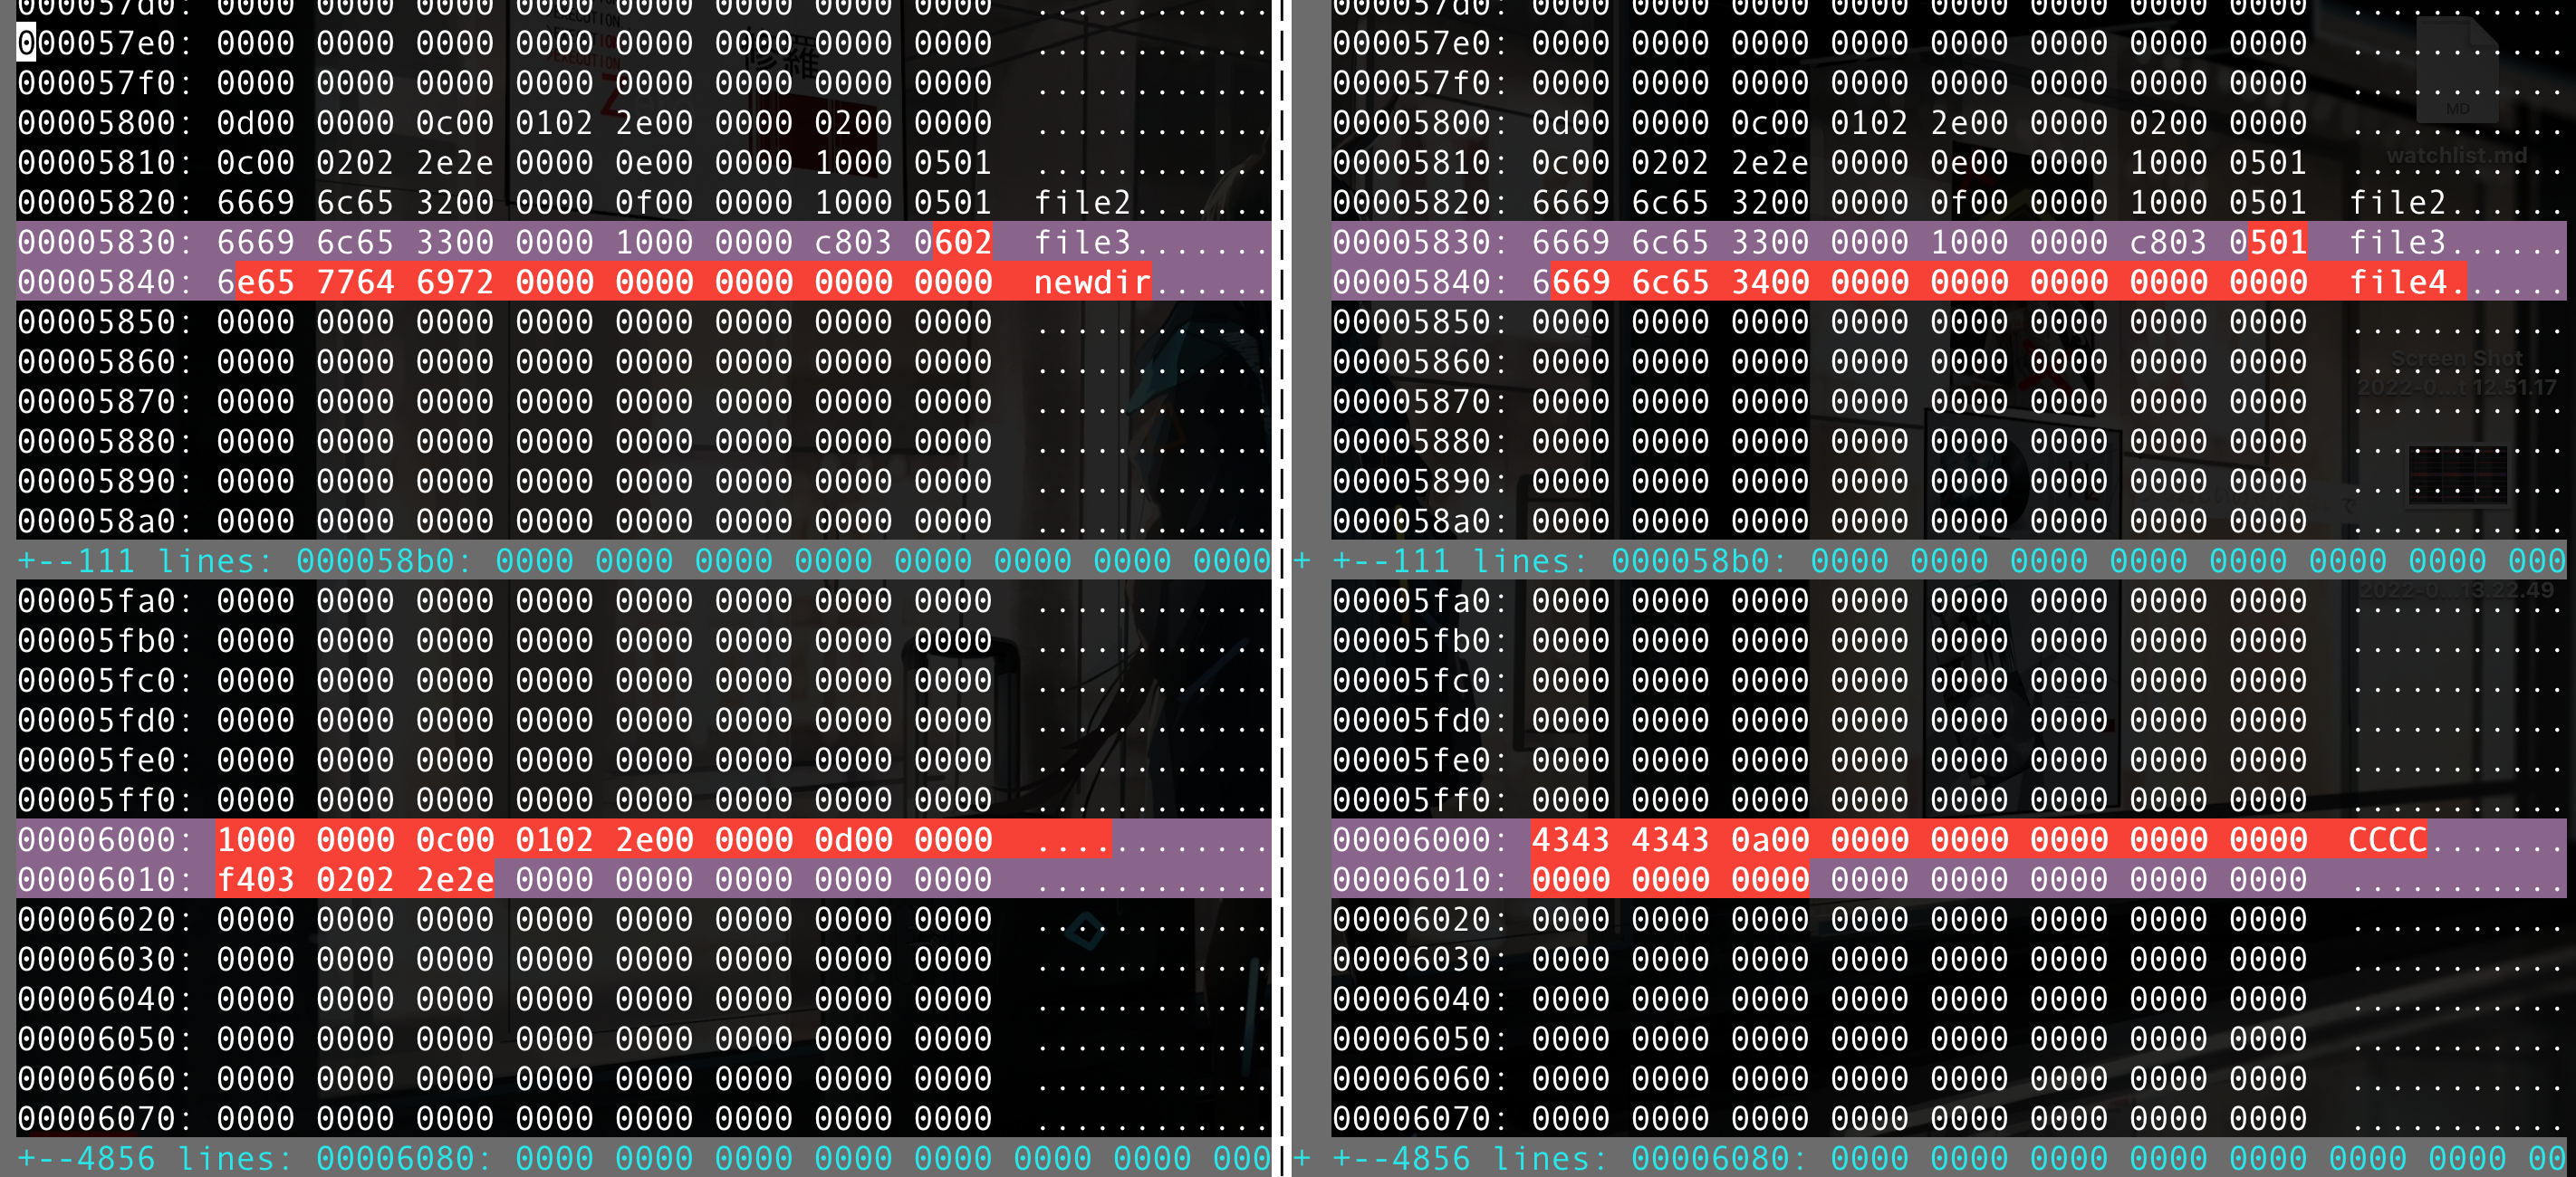 000057d0: 0000 0000 0000 0000 0000 0000 0000 0000  ............
000057e0: 0000 0000 0000 0000 0000 0000 0000 0000  ............
000057f0: 0000 0000 0000 0000 0000 0000 0000 0000  ............
00005800: 0d00 0000 0c00 0102 2e00 0000 0200 0000  ............
00005810: 0c00 0202 2e2e 0000 0e00 0000 1000 0501  ............
00005820: 6669 6c65 3200 0000 0f00 0000 1000 0501  file2.......
00005830: 6669 6c65 3300 0000 1000 0000 c803 0602  file3.......
00005840: 6e65 7764 6972 0000 0000 0000 0000 0000  newdir......
00005850: 0000 0000 0000 0000 0000 0000 0000 0000  ............
00005860: 0000 0000 0000 0000 0000 0000 0000 0000  ............
00005870: 0000 0000 0000 0000 0000 0000 0000 0000  ............
00005880: 0000 0000 0000 0000 0000 0000 0000 0000  ............
00005890: 0000 0000 0000 0000 0000 0000 0000 0000  ............
000058a0: 0000 0000 0000 0000 0000 0000 0000 0000  ............
+--111 lines: 000058b0: 0000 0000 0000 0000 0000 0000 0000 0000
00005fa0: 0000 0000 0000 0000 0000 0000 0000 0000  ............
00005fb0: 0000 0000 0000 0000 0000 0000 0000 0000  ............
00005fc0: 0000 0000 0000 0000 0000 0000 0000 0000  ............
00005fd0: 0000 0000 0000 0000 0000 0000 0000 0000  ............
00005fe0: 0000 0000 0000 0000 0000 0000 0000 0000  ............
00005ff0: 0000 0000 0000 0000 0000 0000 0000 0000  ............
00006000: 1000 0000 0c00 0102 2e00 0000 0d00 0000  ............
00006010: f403 0202 2e2e 0000 0000 0000 0000 0000  ............
00006020: 0000 0000 0000 0000 0000 0000 0000 0000  ............
00006030: 0000 0000 0000 0000 0000 0000 0000 0000  ............
00006040: 0000 0000 0000 0000 0000 0000 0000 0000  ............
00006050: 0000 0000 0000 0000 0000 0000 0000 0000  ............
00006060: 0000 0000 0000 0000 0000 0000 0000 0000  ............
00006070: 0000 0000 0000 0000 0000 0000 0000 0000  ............
+--4856 lines: 00006080: 0000 0000 0000 0000 0000 0000 0000 000
000057d0: 0000 0000 0000 0000 0000 0000 0000 0000  ...........
000057e0: 0000 0000 0000 0000 0000 0000 0000 0000  ...........
000057f0: 0000 0000 0000 0000 0000 0000 0000 0000  ...........
00005800: 0d00 0000 0c00 0102 2e00 0000 0200 0000  ...........
00005810: 0c00 0202 2e2e 0000 0e00 0000 1000 0501  ...........
00005820: 6669 6c65 3200 0000 0f00 0000 1000 0501  file2......
00005830: 6669 6c65 3300 0000 1000 0000 c803 0501  file3......
00005840: 6669 6c65 3400 0000 0000 0000 0000 0000  file4......
00005850: 0000 0000 0000 0000 0000 0000 0000 0000  ...........
00005860: 0000 0000 0000 0000 0000 0000 0000 0000  ...........
00005870: 0000 0000 0000 0000 0000 0000 0000 0000  ...........
00005880: 0000 0000 0000 0000 0000 0000 0000 0000  ...........
00005890: 0000 0000 0000 0000 0000 0000 0000 0000  ...........
000058a0: 0000 0000 0000 0000 0000 0000 0000 0000  ...........
+ +--111 lines: 000058b0: 0000 0000 0000 0000 0000 0000 0000 000
00005fa0: 0000 0000 0000 0000 0000 0000 0000 0000  ...........
00005fb0: 0000 0000 0000 0000 0000 0000 0000 0000  ...........
00005fc0: 0000 0000 0000 0000 0000 0000 0000 0000  ...........
00005fd0: 0000 0000 0000 0000 0000 0000 0000 0000  ...........
00005fe0: 0000 0000 0000 0000 0000 0000 0000 0000  ...........
00005ff0: 0000 0000 0000 0000 0000 0000 0000 0000  ...........
00006000: 4343 4343 0a00 0000 0000 0000 0000 0000  CCCC.......
00006010: 0000 0000 0000 0000 0000 0000 0000 0000  ...........
00006020: 0000 0000 0000 0000 0000 0000 0000 0000  ...........
00006030: 0000 0000 0000 0000 0000 0000 0000 0000  ...........
00006040: 0000 0000 0000 0000 0000 0000 0000 0000  ...........
00006050: 0000 0000 0000 0000 0000 0000 0000 0000  ...........
00006060: 0000 0000 0000 0000 0000 0000 0000 0000  ...........
00006070: 0000 0000 0000 0000 0000 0000 0000 0000  ...........
+ +--4856 lines: 00006080: 0000 0000 0000 0000 0000 0000 0000 00
修羅
MD
watchlist.md
Screen Shot
2022-0...t 12.51.17
2022-0...13.22.49